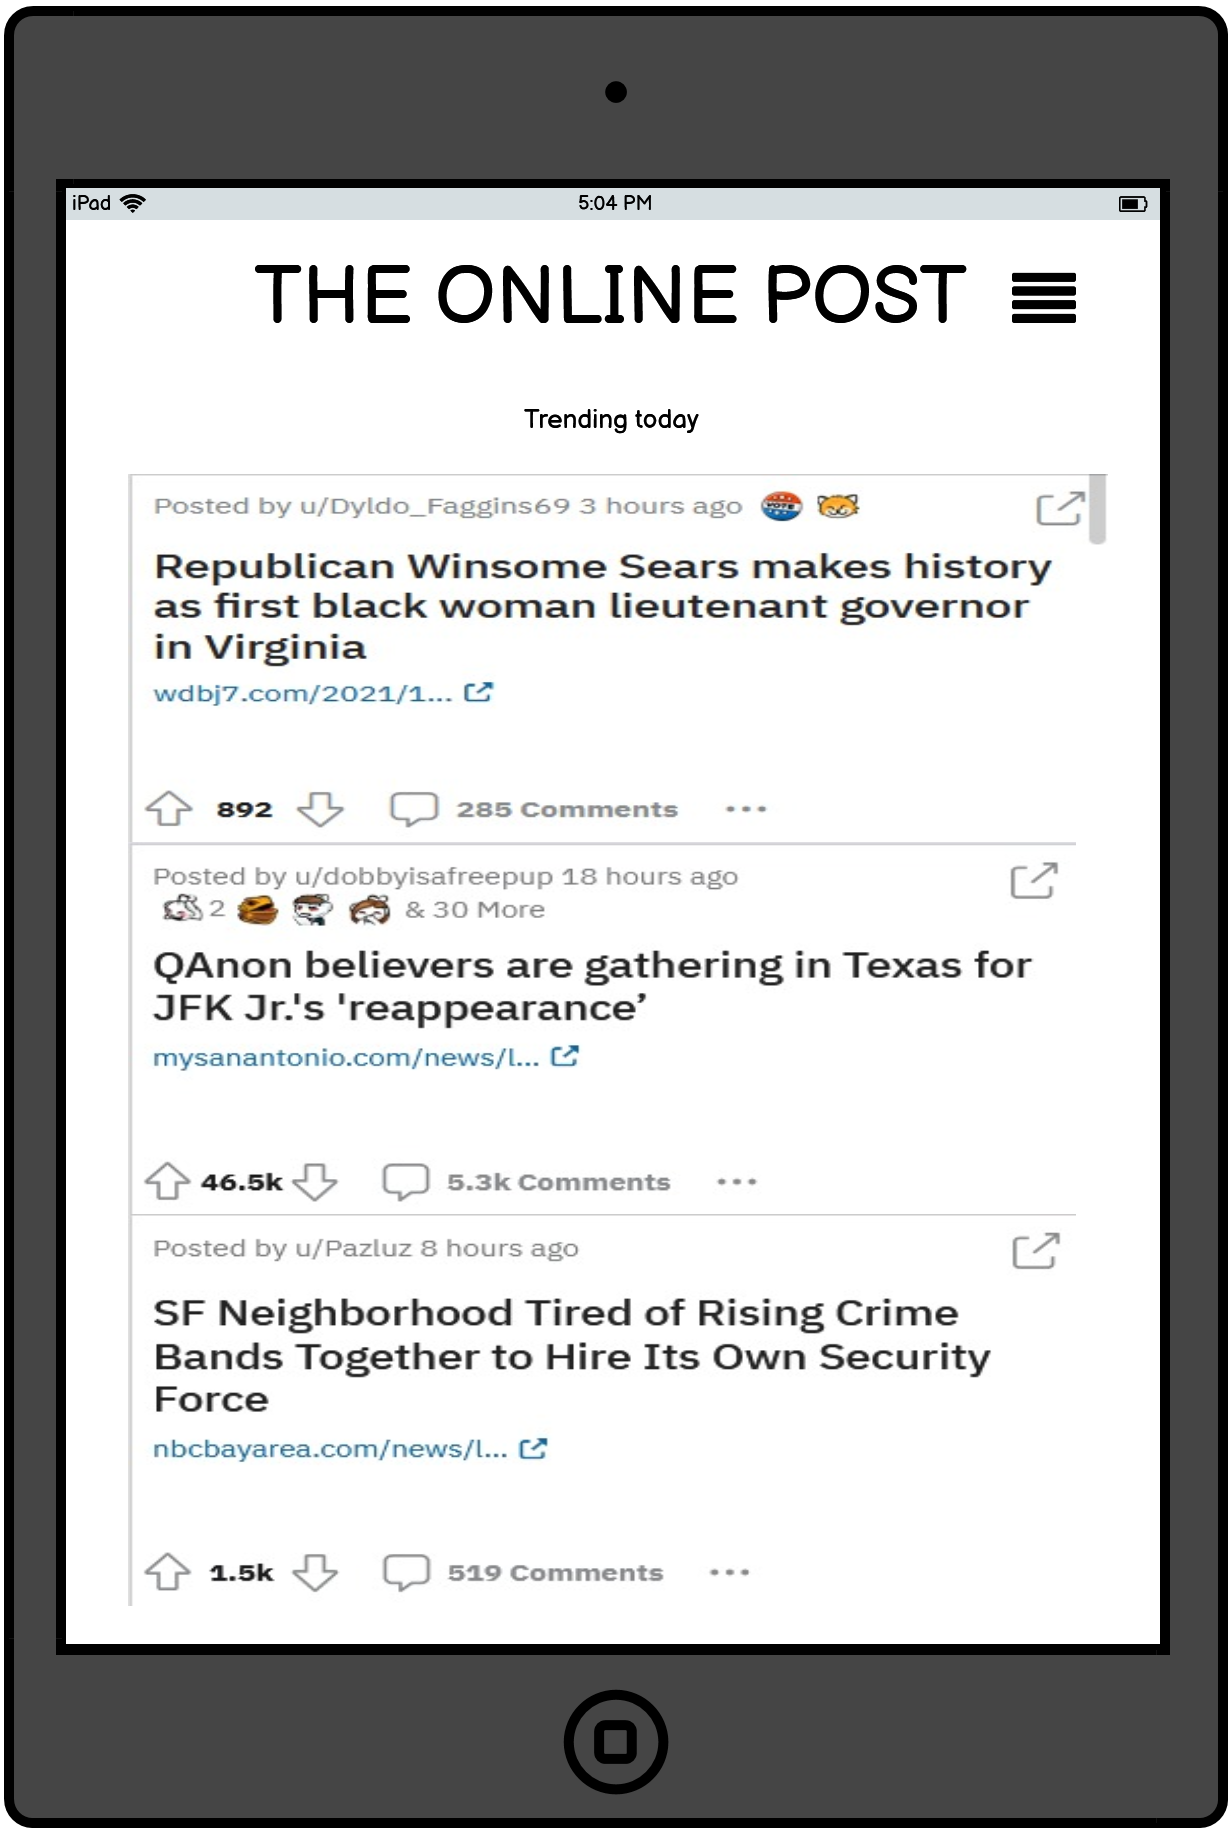 iPad 5:04 PM
THE ONLINE POST
Trending today
Posted by u/Dyldo_Faggins69 3 hours ago VOTE
Republican Winsome Sears makes history
as first black woman lieutenant governor
in Virginia
wdbj7.com/2021/1...
892 285 Comments ...
Posted by u/dobbyisafreepup 18 hours ago
2 & 30 More
QAnon believers are gathering in Texas for
JFK Jr.'s 'reappearance’
mysanantonio.com/news/l...
46.5k 5.3k Comments ...
Posted by u/Pazluz 8 hours ago
SF Neighborhood Tired of Rising Crime
Bands Together to Hire Its Own Security
Force
nbcbayarea.com/news/l...
1.5k 519 Comments ...